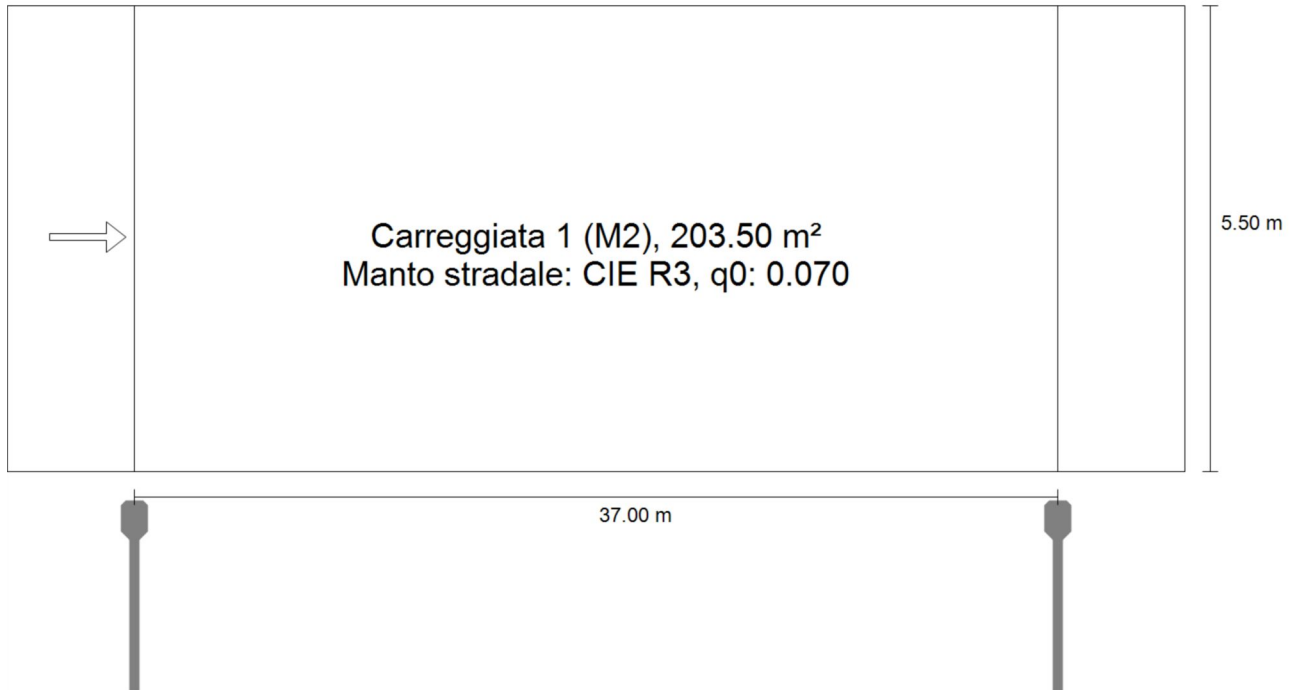 Carreggiata 1 (M2), 203.50 m²
Manto stradale: CIE R3, q0: 0.070
5.50 m
37.00 m